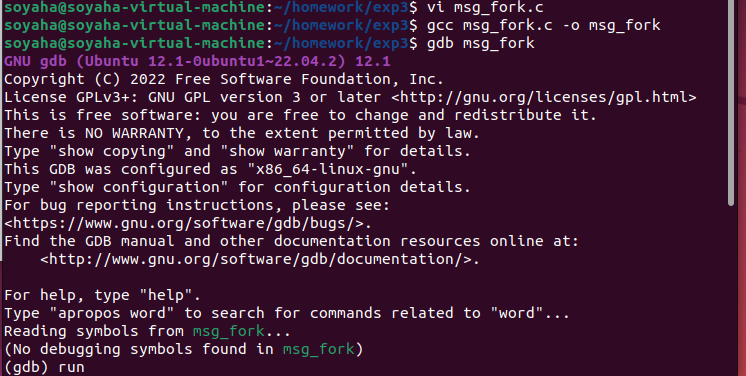 soyaha@soyaha-virtual-machine:~/homework/exp3$ vi msg_fork.c
soyaha@soyaha-virtual-machine:~/homework/exp3$ gcc msg_fork.c -o msg_fork
soyaha@soyaha-virtual-machine:~/homework/exp3$ gdb msg_fork
GNU gdb (Ubuntu 12.1-0ubuntu1~22.04.2) 12.1
Copyright (C) 2022 Free Software Foundation, Inc.
License GPLv3+: GNU GPL version 3 or later <http://gnu.org/licenses/gpl.html>
This is free software: you are free to change and redistribute it.
There is NO WARRANTY, to the extent permitted by law.
Type "show copying" and "show warranty" for details.
This GDB was configured as "x86_64-linux-gnu".
Type "show configuration" for configuration details.
For bug reporting instructions, please see:
<https://www.gnu.org/software/gdb/bugs/>.
Find the GDB manual and other documentation resources online at:
    <http://www.gnu.org/software/gdb/documentation/>.

For help, type "help".
Type "apropos word" to search for commands related to "word"...
Reading symbols from msg_fork...
(No debugging symbols found in msg_fork)
(gdb) run